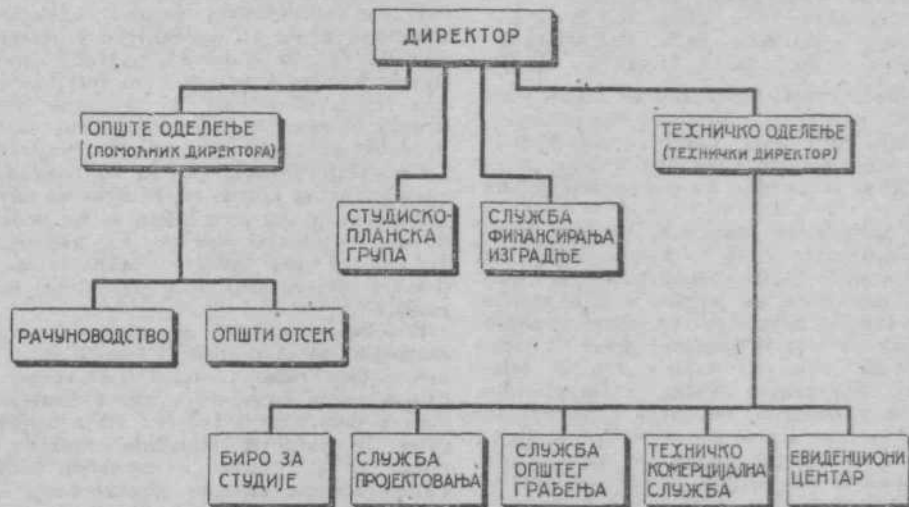 ДИРЕКТОР
ОПШТЕ ОДЕЛЕЊЕ
(ПОМОЋНИК ДИРЕКТОРА)
ТЕХНИЧКО ОДЕЛЕЊЕ
(ТЕХНИЧКИ ДИРЕКТОР)
СТУДИСКО-
ПЛАНСКА
ГРУПА
СЛУЖБА
ФИНАНСИРАЊА
ИЗГРАДЊЕ
РАЧУНОВОДСТВО
ОПШТИ ОТСЕК
БИРО ЗА
СТУДИЈЕ
СЛУЖБА
ПРОЈЕКТОВАЊА
СЛУЖБА
ОПШТЕГ
ГРАЂЕЊА
ТЕХНИЧКО
КОМЕРЦИЈАЛНА
СЛУЖБА
ЕВИДЕНЦИОНИ
ЦЕНТАР